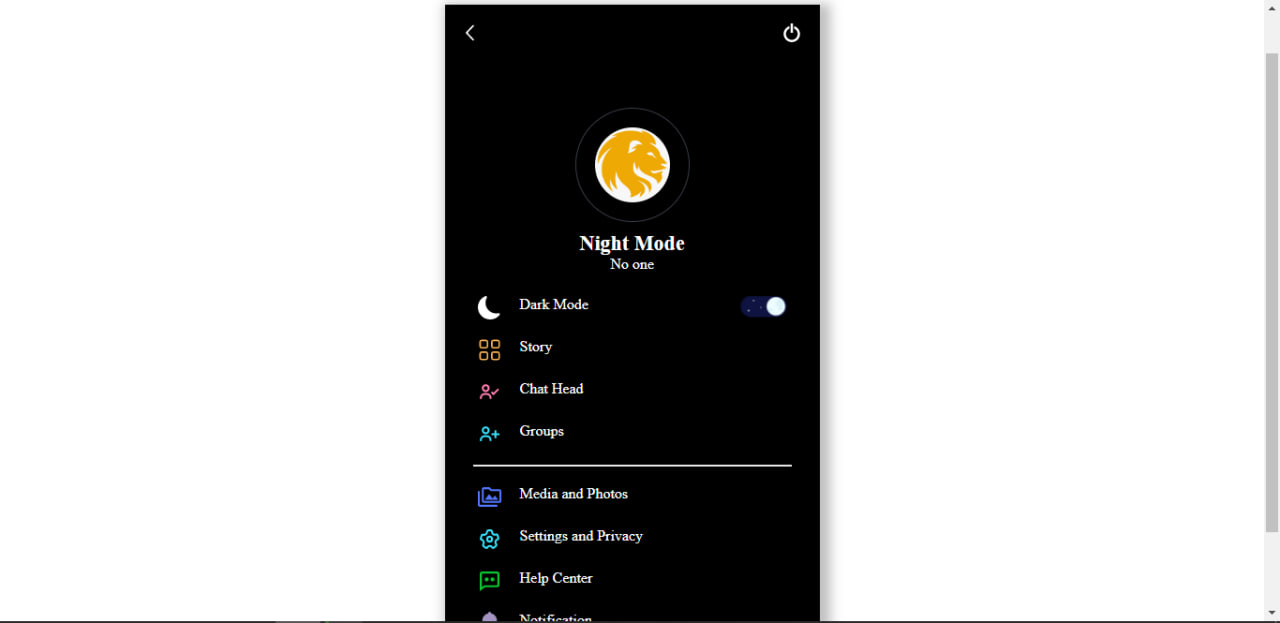 Night Mode
No one
Dark Mode
Story
Chat Head
Groups
Media and Photos
Settings and Privacy
Help Center
Notification